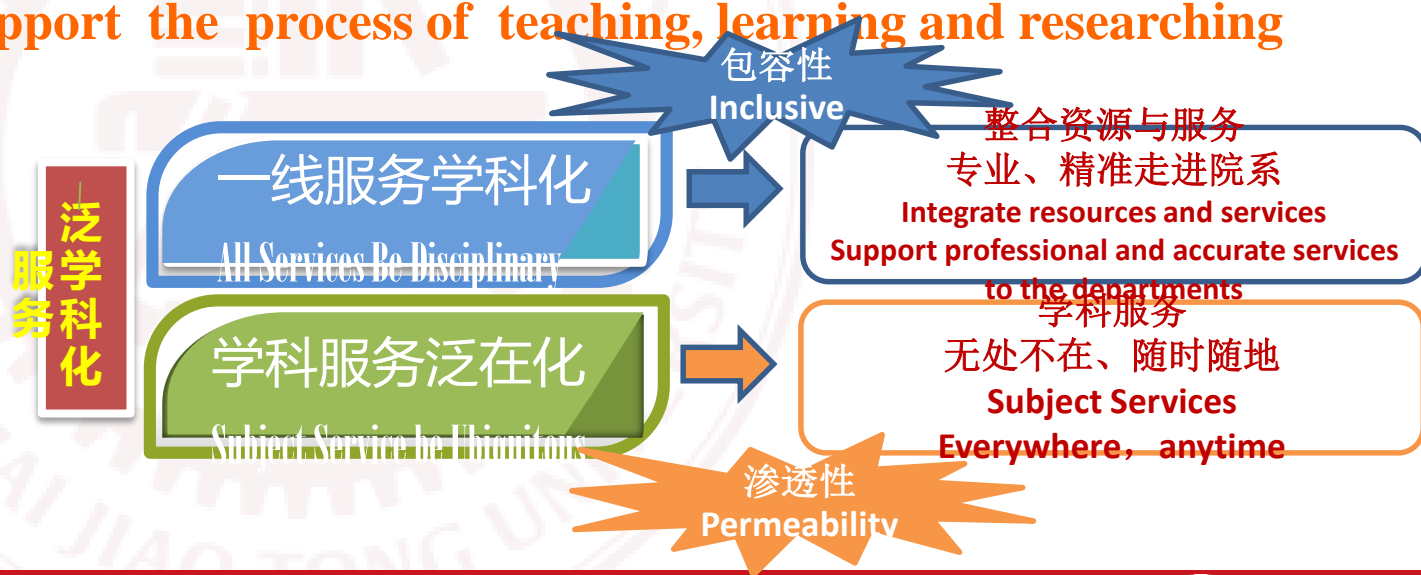 pport the process of teaching, learning and researching
包容性
Inclusive
泛学科化
服务
一线服务学科化
All Services Be Disciplinary
整合资源与服务
专业、精准走进院系
Integrate resources and services
Support professional and accurate services
to the departments
学科服务泛在化
Subject Service be Ubiquitous
学科服务
无处不在、随时随地
Subject Services
Everywhere，anytime
渗透性
Permeability
JIAO TONG UNI